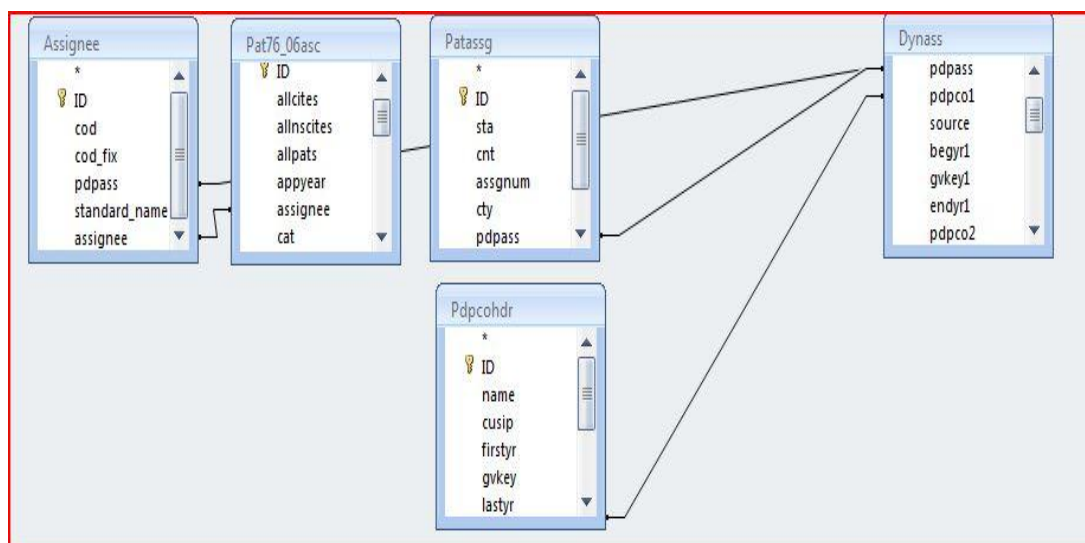 Assignee
*
ID
cod
cod_fix
pdpass
standard_name
assignee
Pat76_06asc
ID
allcites
allnscites
allpats
appyear
assignee
cat
Patassg
*
ID
sta
cnt
assgnum
cty
pdpass
Dynass
pdpass
pdpco1
source
begyr1
gvkey1
endyr1
pdpco2
Pdpcohdr
*
ID
name
cusip
firstyr
gvkey
lastyr